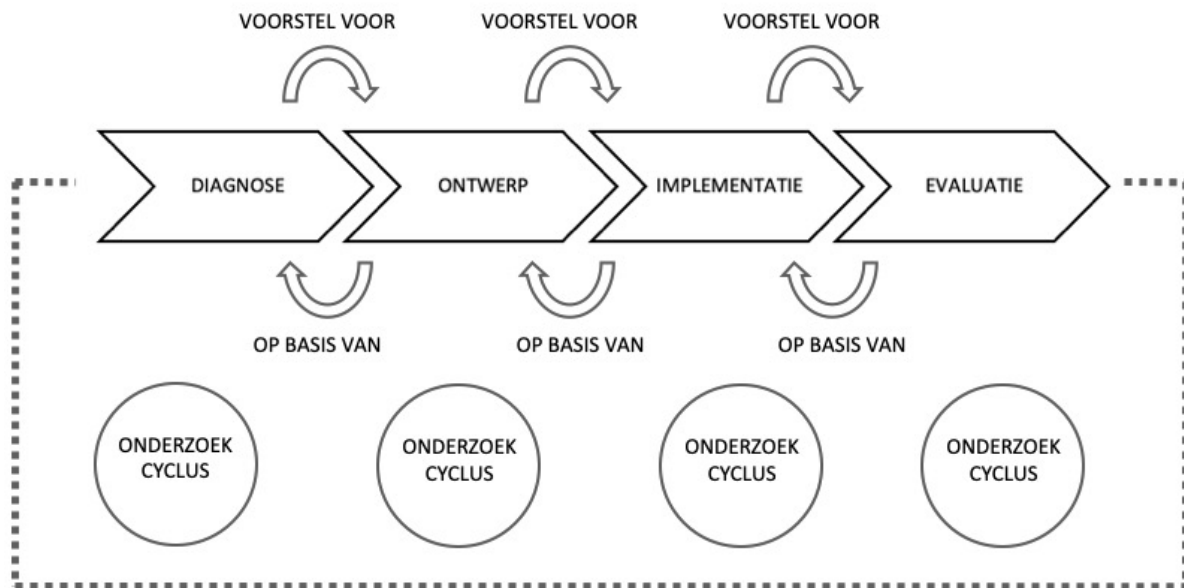 VOORSTEL VOOR
VOORSTEL VOOR
VOORSTEL VOOR
DIAGNOSE
ONTWERP
IMPLEMENTATIE
EVALUATIE
OP BASIS VAN
OP BASIS VAN
OP BASIS VAN
ONDERZOEK
CYCLUS
ONDERZOEK
CYCLUS
ONDERZOEK
CYCLUS
ONDERZOEK
CYCLUS